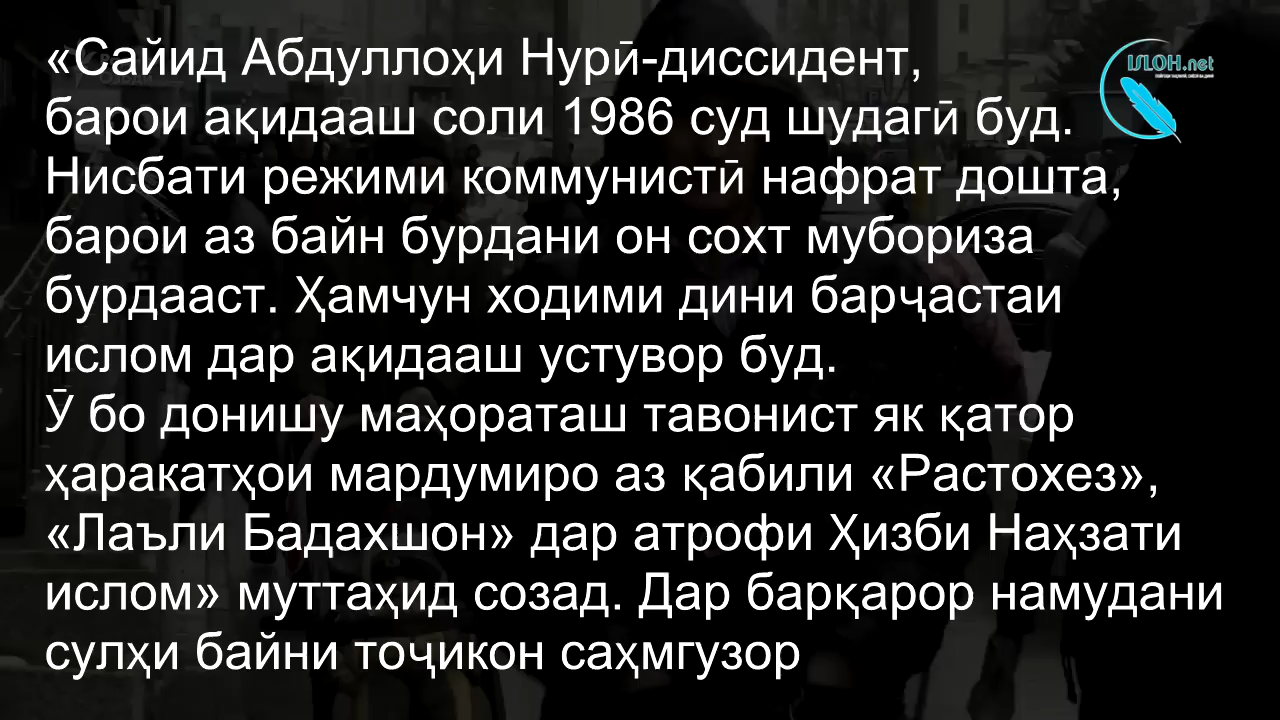 «Сайид Абдуллоҳи Нурӣ-диссидент,
барои ақидааш соли 1986 суд шудагӣ буд.
Нисбати режими коммунистӣ нафрат дошта,
барои аз байн бурдани он сохт мубориза
бурдааст. Ҳамчун ходими дини барҷастаи
ислом дар ақидааш устувор буд.
Ӯ бо донишу маҳораташ тавонист як қатор
ҳаракатҳои мардумиро аз қабили «Растохез»,
«Лаъли Бадахшон» дар атрофи Ҳизби Наҳзати
ислом» муттаҳид созад. Дар барқарор намудани
сулҳи байни тоҷикон саҳмгузор
ISLOH.net